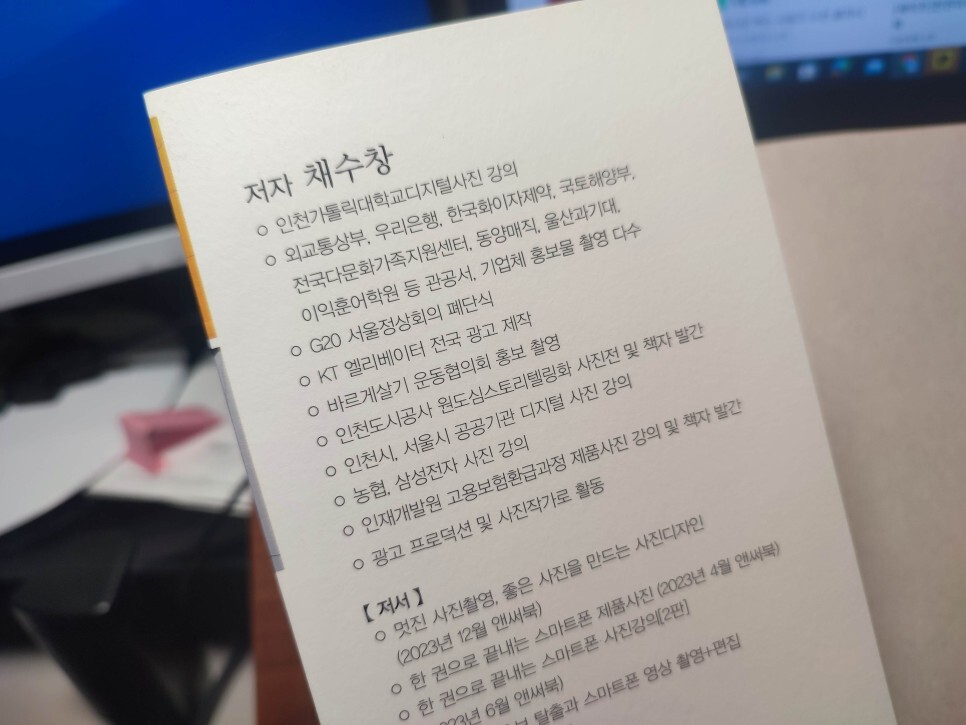 저자 채수창
○ 인천가톨릭대학교디지털사진 강의
○ 외교통상부, 우리은행, 한국화이자제약, 국토해양부,
전국다문화가족지원센터, 동양매직, 울산과기대,
이익훈어학원 등 관공서, 기업체 홍보물 촬영 다수
○ G20 서울정상회의 폐단식
○ KT 엘리베이터 전국 광고 제작
○ 바르게살기 운동협의회 홍보 촬영
○ 인천도시공사 원도심스토리텔링화 사진전 및 책자 발간
○ 인천시, 서울시 공공기관 디지털 사진 강의
○ 농협, 삼성전자 사진 강의
○ 인재개발원 고용보험환급과정 제품사진 강의 및 책자 발간
○ 광고 프로덕션 및 사진작가로 활동
【 저서 】
○ 멋진 사진촬영, 좋은 사진을 만드는 사진디자인
(2023년 12월 앤써북)
○ 한 권으로 끝내는 스마트폰 제품사진 (2023년 4월 앤써북)
○ 한 권으로 끝내는 스마트폰 사진강의[2판]
23년 6월 앤써북)
탈출과 스마트폰 영상 촬영+편집